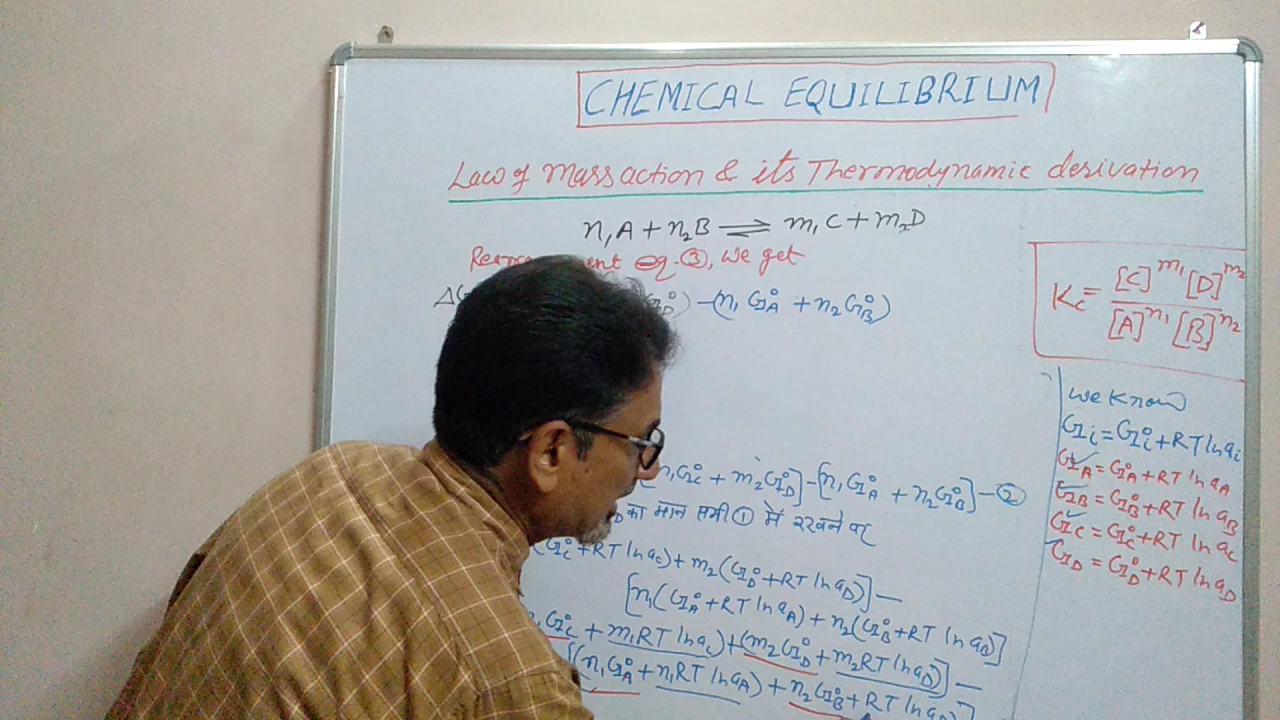 CHEMICAL EQUILIBRIUM
Law of Mass action & its Thermodynamic derivation
n₁A + n₂B ⇌ m₁C + m₂D
eq. ③, we get
–(n₁G°A + n₂G°B)
Kc = [C]^m₁ [D]^m₂ / [A]^n₁ [B]^n₂
we know
Gi = G°i + RT ln ai
GA = G°A + RT ln aA
GB = G°B + RT ln aB
GC = G°C + RT ln aC
GD = G°D + RT ln aD
G°C + m₂G°D] – [n₁G°A + n₂G°B] – ②
का मान समी ① में रखने पर
G°C + RT ln aC) + m₂(G°D + RT ln aD)] –
[n₁(G°A + RT ln aA) + n₂(G°B + RT ln aB)]
G°C + m₁RT ln aC) + (m₂G°D + m₂RT ln aD)] –
(n₁G°A + n₁RT ln aA) + n₂G°B + RT ln